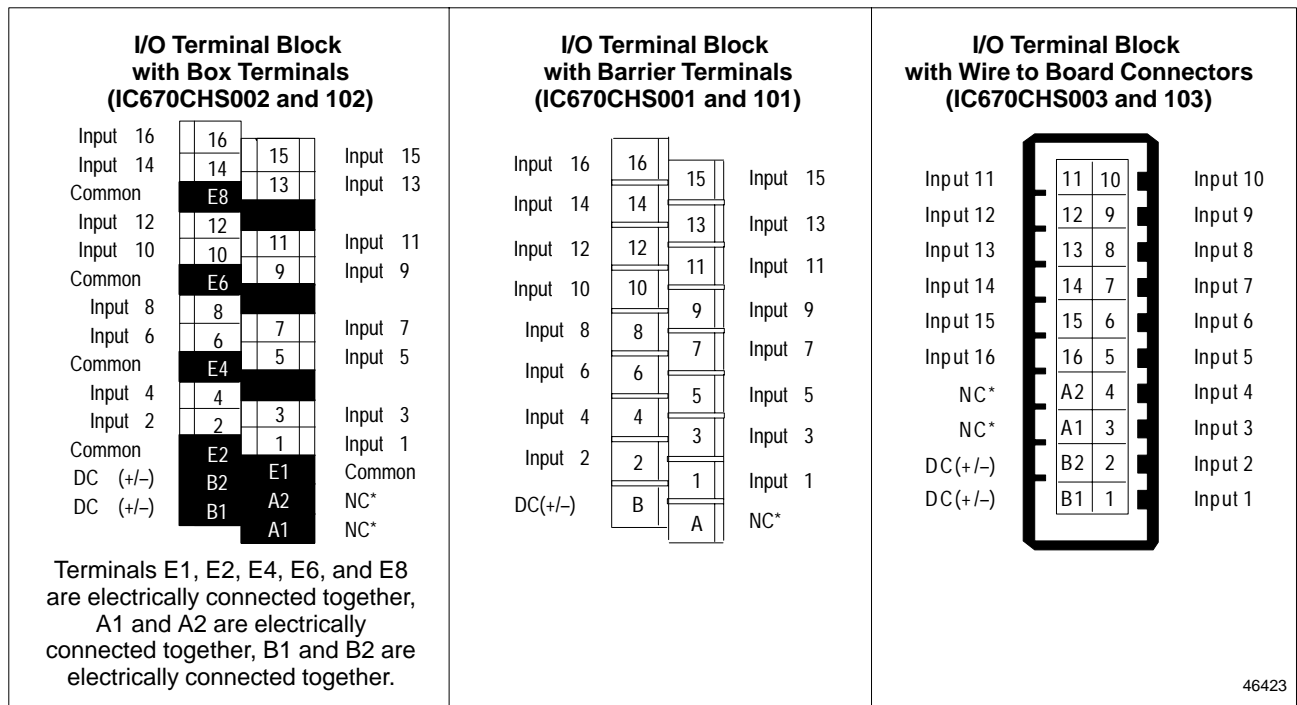 I/O Terminal Block
with Box Terminals
(IC670CHS002 and 102)
Input 16 16
15 Input 15
Input 14 14
13 Input 13
Common E8
Input 12 12
11 Input 11
Input 10 10
9 Input 9
Common E6
Input 8 8
7 Input 7
Input 6 6
5 Input 5
Common E4
Input 4 4
3 Input 3
Input 2 2
1 Input 1
Common E2
E1 Common
DC (+/–) B2
A2 NC*
DC (+/–) B1
A1 NC*
Terminals E1, E2, E4, E6, and E8
are electrically connected together,
A1 and A2 are electrically
connected together, B1 and B2 are
electrically connected together.
I/O Terminal Block
with Barrier Terminals
(IC670CHS001 and 101)
Input 16 16
15 Input 15
Input 14 14
13 Input 13
Input 12 12
11 Input 11
Input 10 10
9 Input 9
Input 8 8
7 Input 7
Input 6 6
5 Input 5
Input 4 4
3 Input 3
Input 2 2
1 Input 1
DC(+/–) B
A NC*
I/O Terminal Block
with Wire to Board Connectors
(IC670CHS003 and 103)
Input 11 11 10 Input 10
Input 12 12 9 Input 9
Input 13 13 8 Input 8
Input 14 14 7 Input 7
Input 15 15 6 Input 6
Input 16 16 5 Input 5
NC* A2 4 Input 4
NC* A1 3 Input 3
DC(+/–) B2 2 Input 2
DC(+/–) B1 1 Input 1
46423